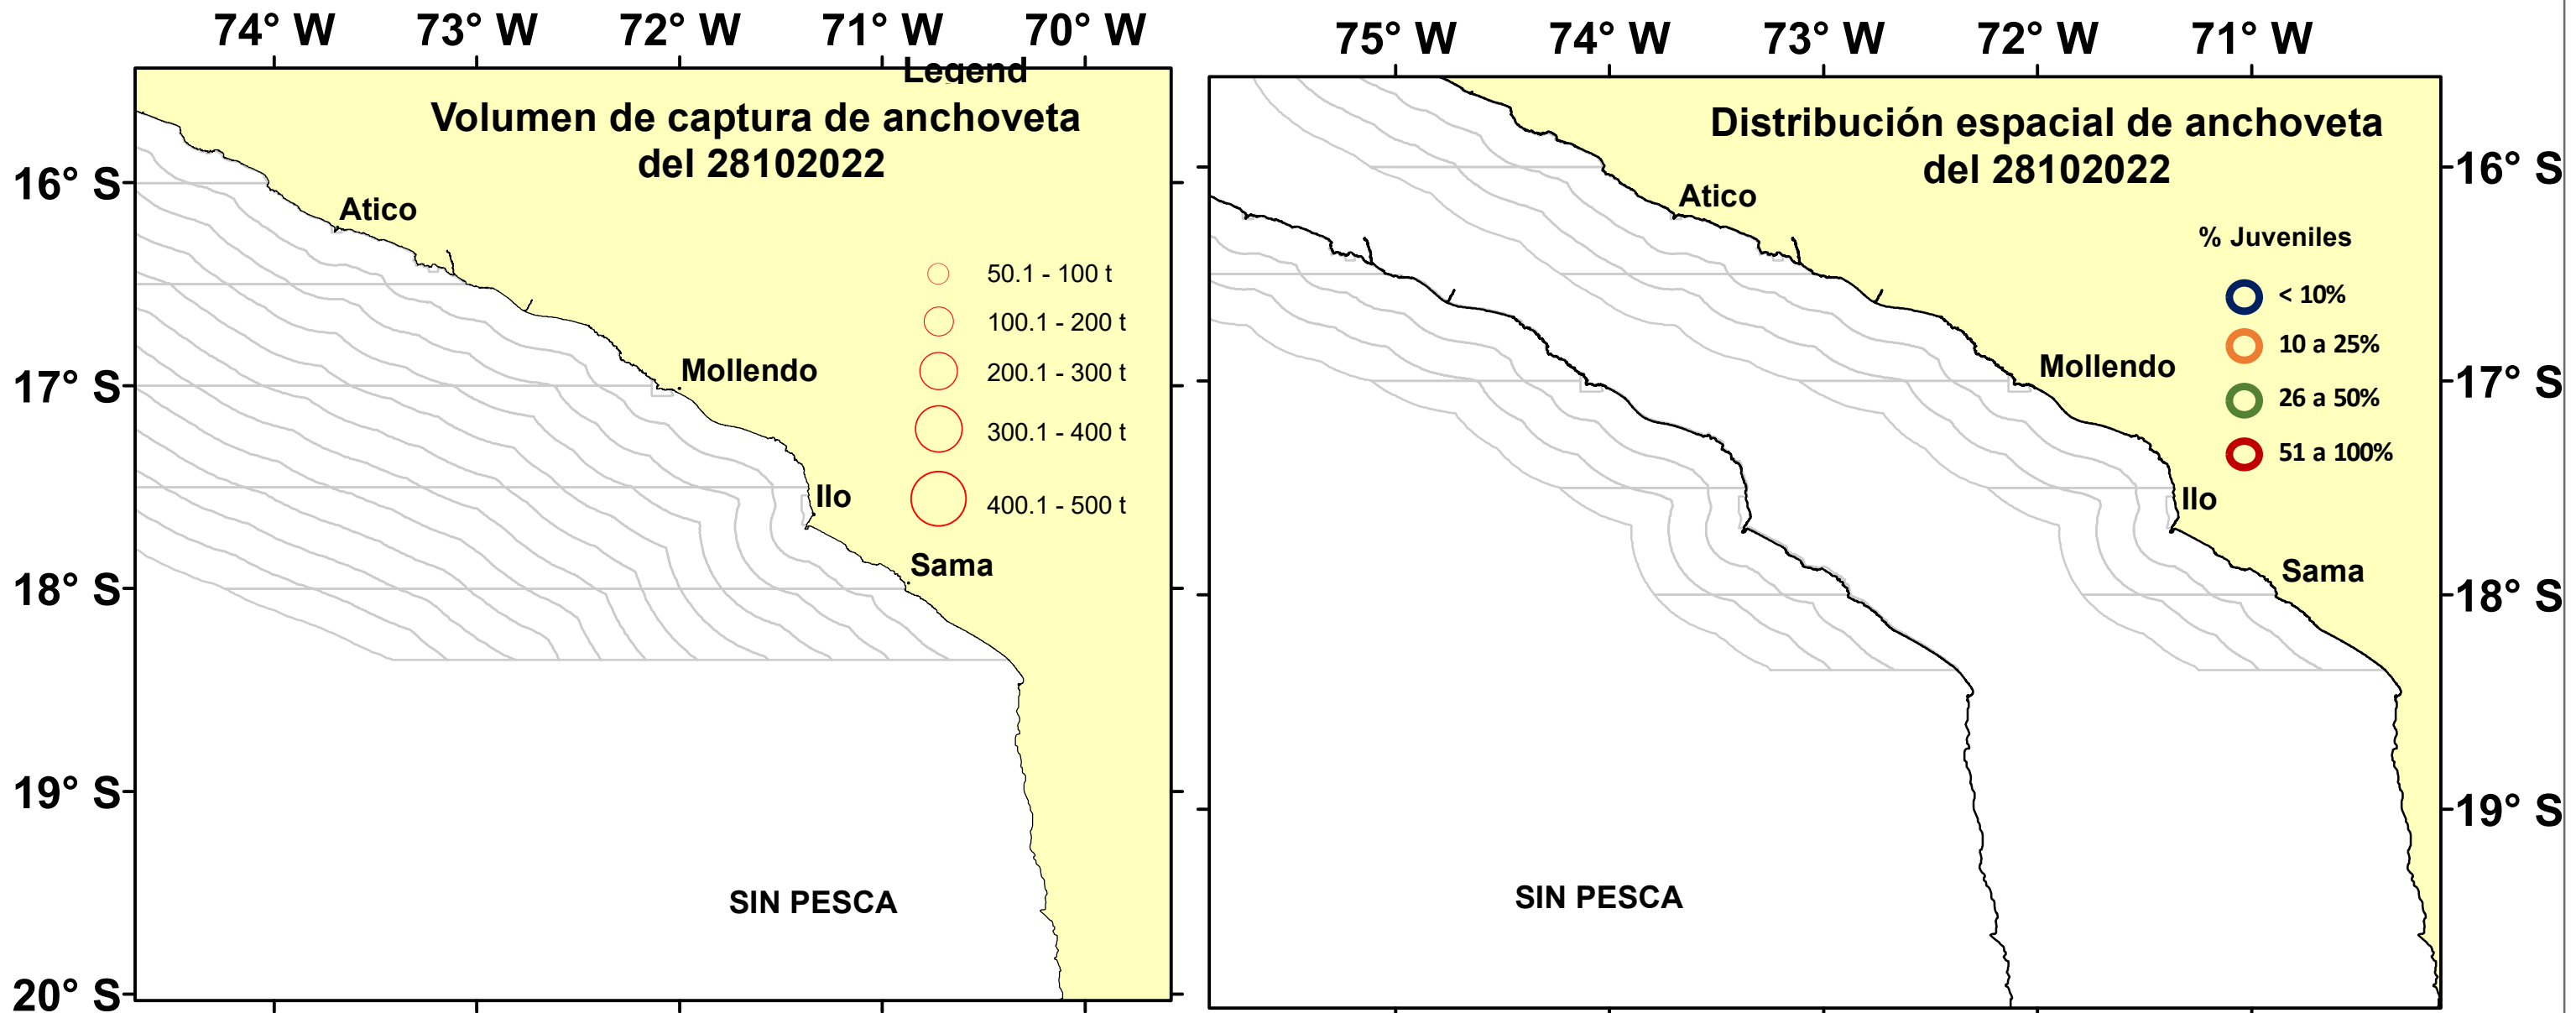 74° W 73° W 72° W 71° W 70° W
Legend
Volumen de captura de anchoveta
del 28102022
16° S
Atico
50.1 - 100 t
100.1 - 200 t
Mollendo
200.1 - 300 t
17° S
300.1 - 400 t
Ilo
400.1 - 500 t
Sama
18° S
19° S
SIN PESCA
20° S
75° W 74° W 73° W 72° W 71° W
Distribución espacial de anchoveta
del 28102022
16° S
Atico
% Juveniles
< 10%
10 a 25%
Mollendo
17° S
26 a 50%
51 a 100%
Ilo
Sama
18° S
19° S
SIN PESCA